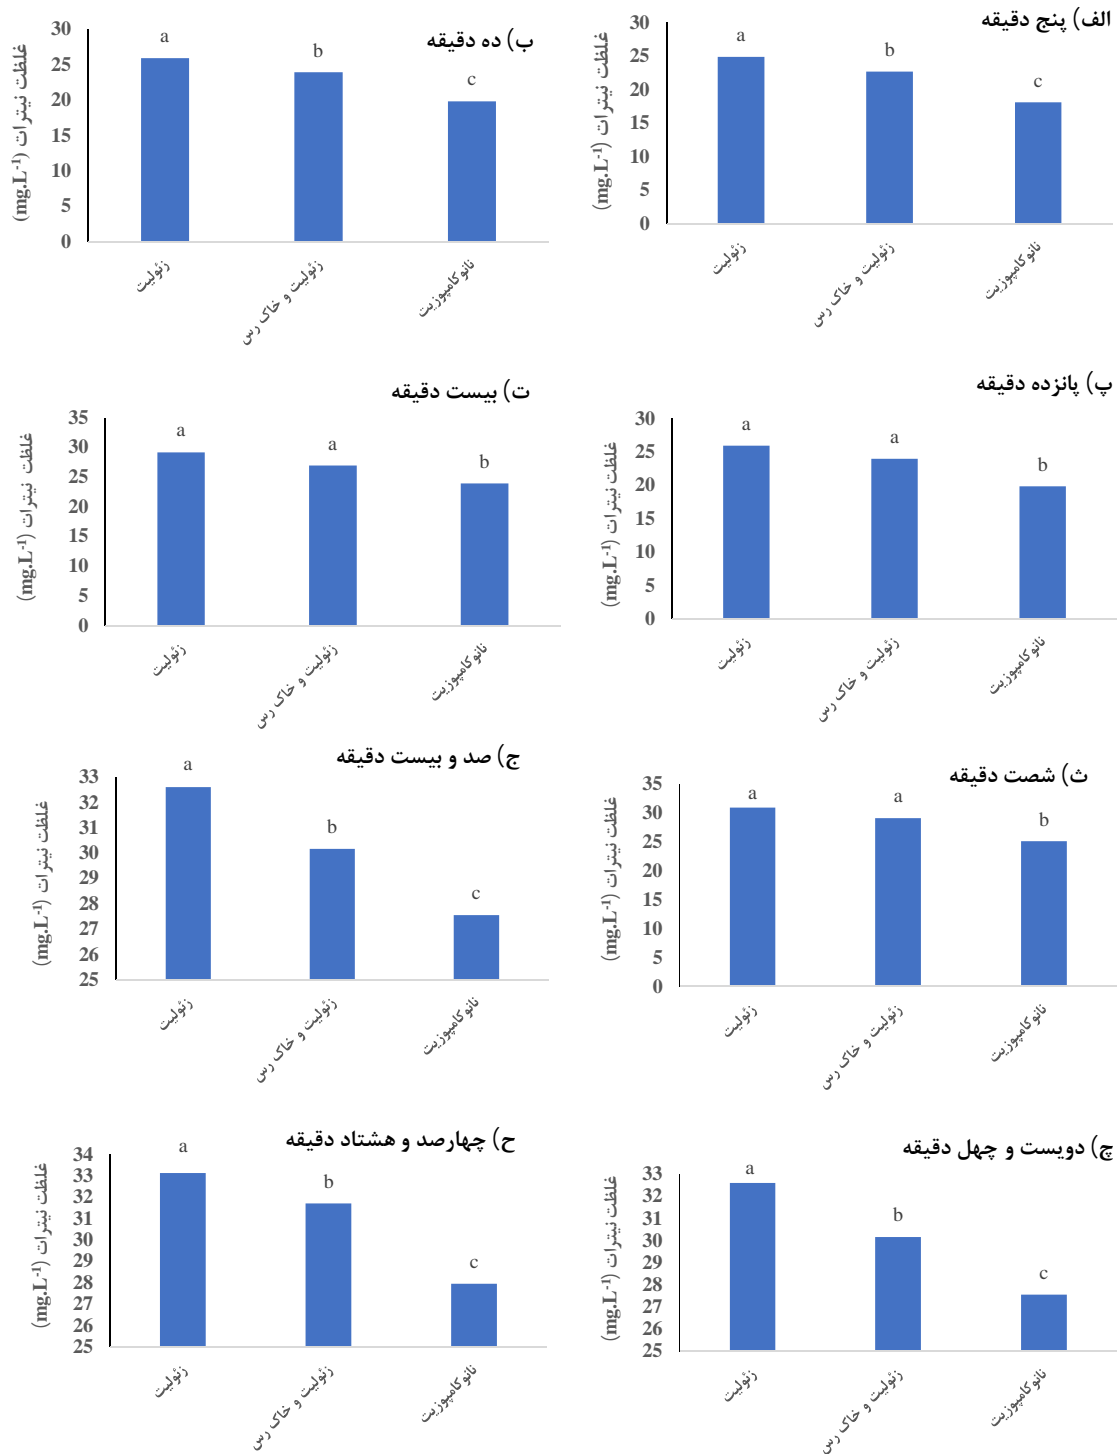 الف) پنج دقیقه
غلظت نیترات (mg.L-1)
30
25
20
15
10
5
0
a
b
c
زئولیت
زئولیت و خاک رس
نانوکامپوزیت
ب) ده دقیقه
غلظت نیترات (mg.L-1)
30
25
20
15
10
5
0
a
b
c
زئولیت
زئولیت و خاک رس
نانوکامپوزیت
پ) پانزده دقیقه
غلظت نیترات (mg.L-1)
30
25
20
15
10
5
0
a
a
b
زئولیت
زئولیت و خاک رس
نانوکامپوزیت
ت) بیست دقیقه
غلظت نیترات (mg.L-1)
35
30
25
20
15
10
5
0
a
a
b
زئولیت
زئولیت و خاک رس
نانوکامپوزیت
ث) شصت دقیقه
غلظت نیترات (mg.L-1)
35
30
25
20
15
10
5
0
a
a
b
زئولیت
زئولیت و خاک رس
نانوکامپوزیت
ج) صد و بیست دقیقه
غلظت نیترات (mg.L-1)
33
32
31
30
29
28
27
26
25
a
b
c
زئولیت
زئولیت و خاک رس
نانوکامپوزیت
چ) دویست و چهل دقیقه
غلظت نیترات (mg.L-1)
33
32
31
30
29
28
27
26
25
a
b
c
زئولیت
زئولیت و خاک رس
نانوکامپوزیت
ح) چهارصد و هشتاد دقیقه
غلظت نیترات (mg.L-1)
34
33
32
31
30
29
28
27
26
25
a
b
c
زئولیت
زئولیت و خاک رس
نانوکامپوزیت